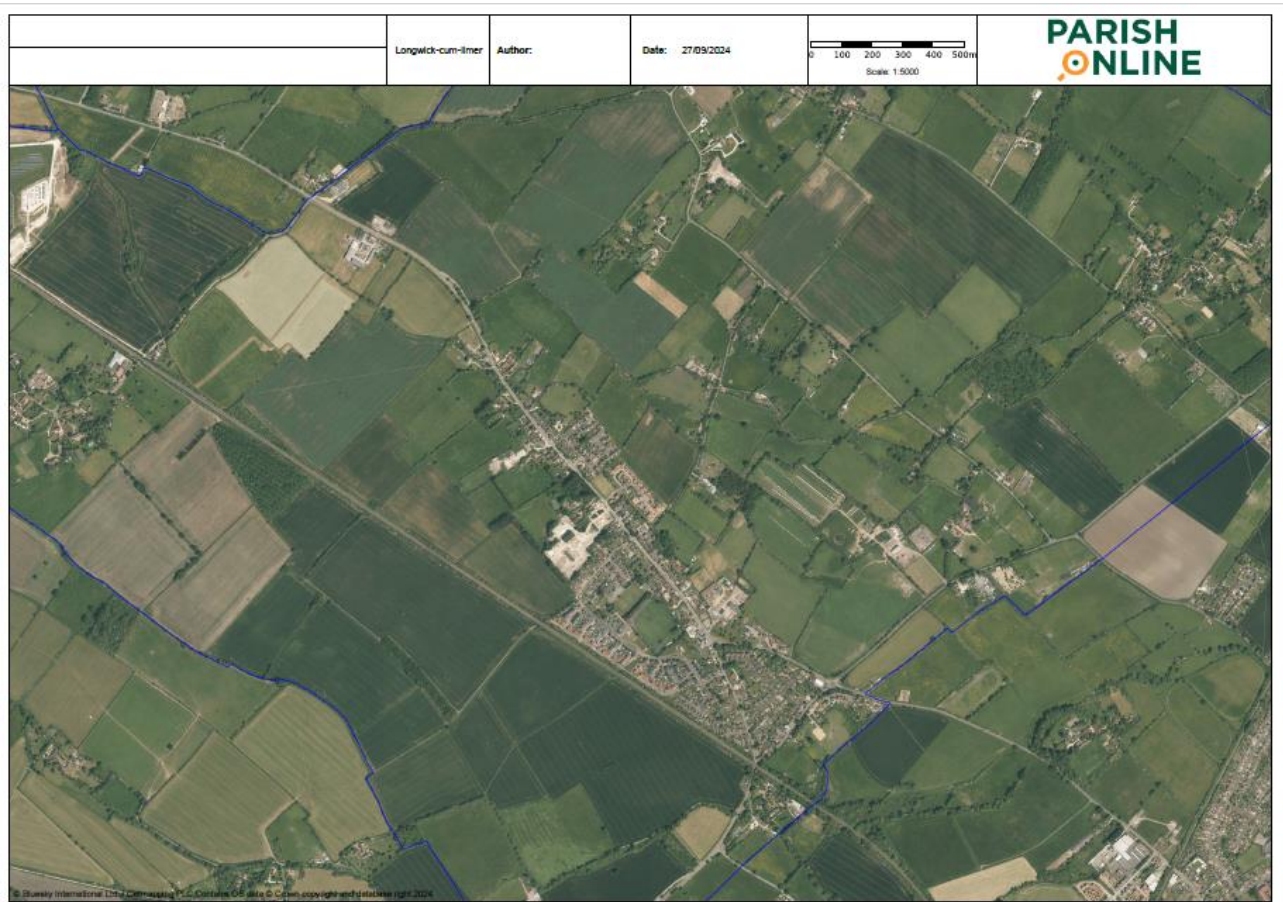 Longwick-cum-Ilmer
Author:
Date: 27/09/2024
0 100 200 300 400 500m
Scale: 1:5000
PARISH
ONLINE
© Bluesky International Ltd / Getmapping PLC Contains OS data © Crown copyright and database right 2024